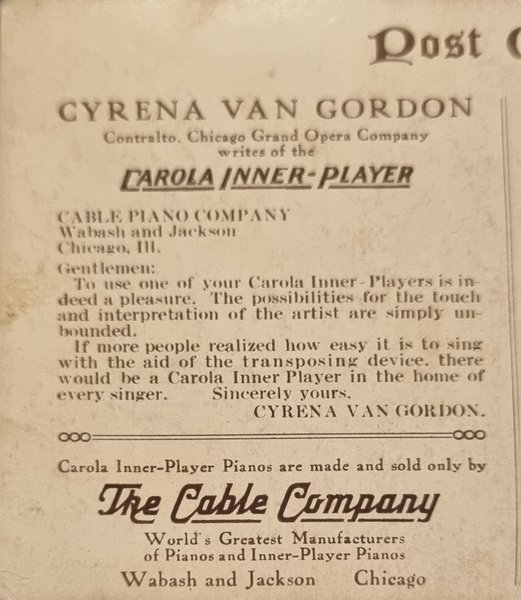 Post
CYRENA VAN GORDON
Contralto. Chicago Grand Opera Company
writes of the
CAROLA INNER-PLAYER
CABLE PIANO COMPANY
Wabash and Jackson
Chicago, Ill.
Gentlemen:
To use one of your Carola Inner-Players is in-
deed a pleasure. The possibilities for the touch
and interpretation of the artist are simply un-
bounded.
If more people realized how easy it is to sing
with the aid of the transposing device, there
would be a Carola Inner Player in the home of
every singer. Sincerely yours,
CYRENA VAN GORDON.
Carola Inner-Player Pianos are made and sold only by
The Cable Company
World's Greatest Manufacturers
of Pianos and Inner-Player Pianos
Wabash and Jackson Chicago